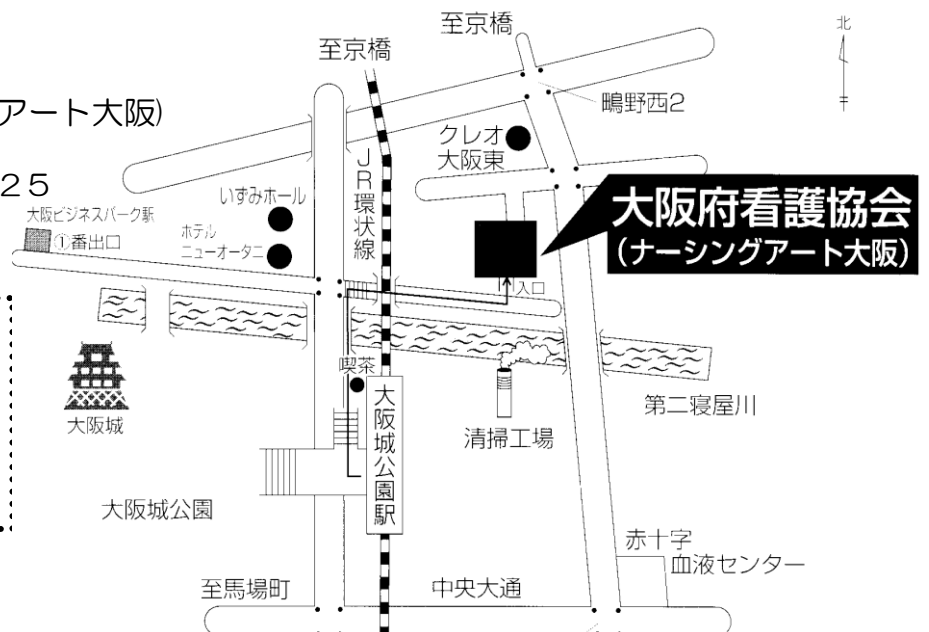 至京橋
至京橋
北
アート大阪)
鴫野西2
クレオ
大阪東
25
JR環状線
いずみホール
大阪府看護協会
(ナーシングアート大阪)
大阪ビジネスパーク駅
①番出口
ホテル
ニューオータニ
入口
喫茶
大阪城公園駅
第二寝屋川
大阪城
清掃工場
大阪城公園
赤十字
血液センター
至馬場町
中央大通